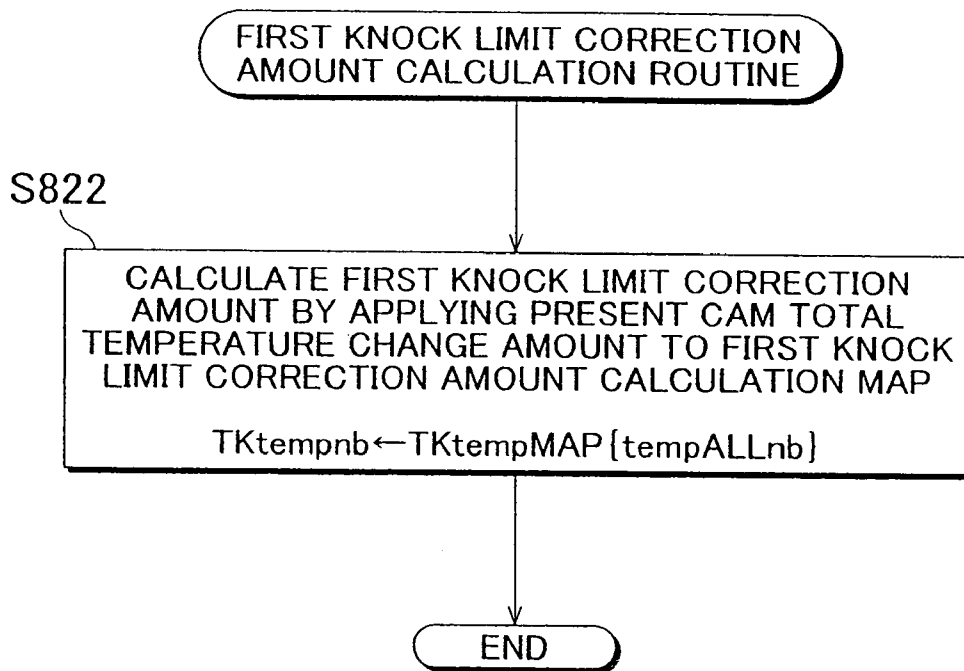 FIRST KNOCK LIMIT CORRECTION
AMOUNT CALCULATION ROUTINE
S822
CALCULATE FIRST KNOCK LIMIT CORRECTION
AMOUNT BY APPLYING PRESENT CAM TOTAL
TEMPERATURE CHANGE AMOUNT TO FIRST KNOCK
LIMIT CORRECTION AMOUNT CALCULATION MAP
TKtempnb←TKtempMAP{tempALLnb}
END